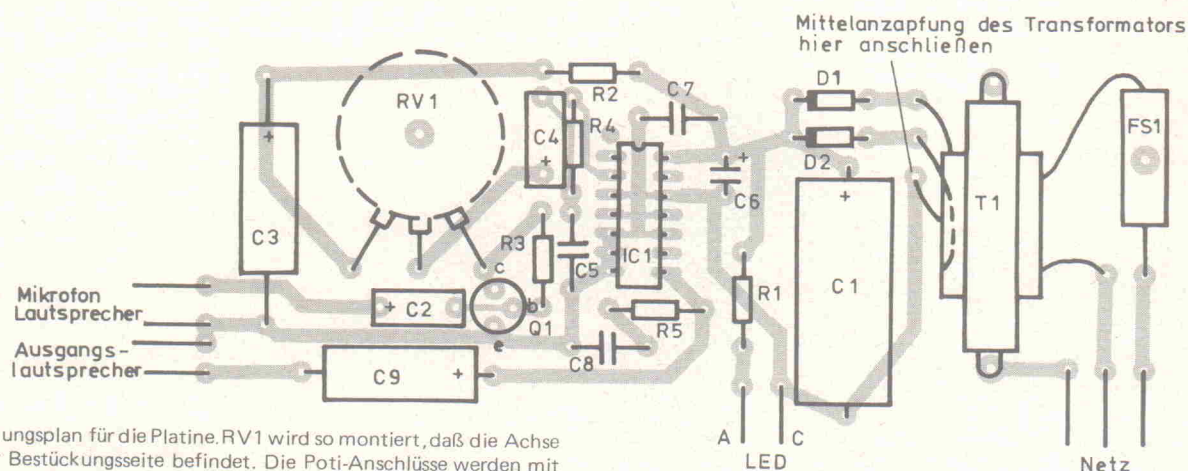 Mittelanzapfung des Transformators
hier anschließen
D1
RV1
R2
C7
FS1
C4
R4
D2
+
+
+
+
C6
T1
C3
R3
c
C5
IC1
R1
C1
Mikrofon
Lautsprecher
+
C2
b
Q1
R5
e
Ausgangs-
lautsprecher
C8
C9
+
A
C
LED
Netz
ungsplan für die Platine. RV1 wird so montiert, daß die Achse
Bestückungsseite befindet. Die Poti-Anschlüsse werden mit